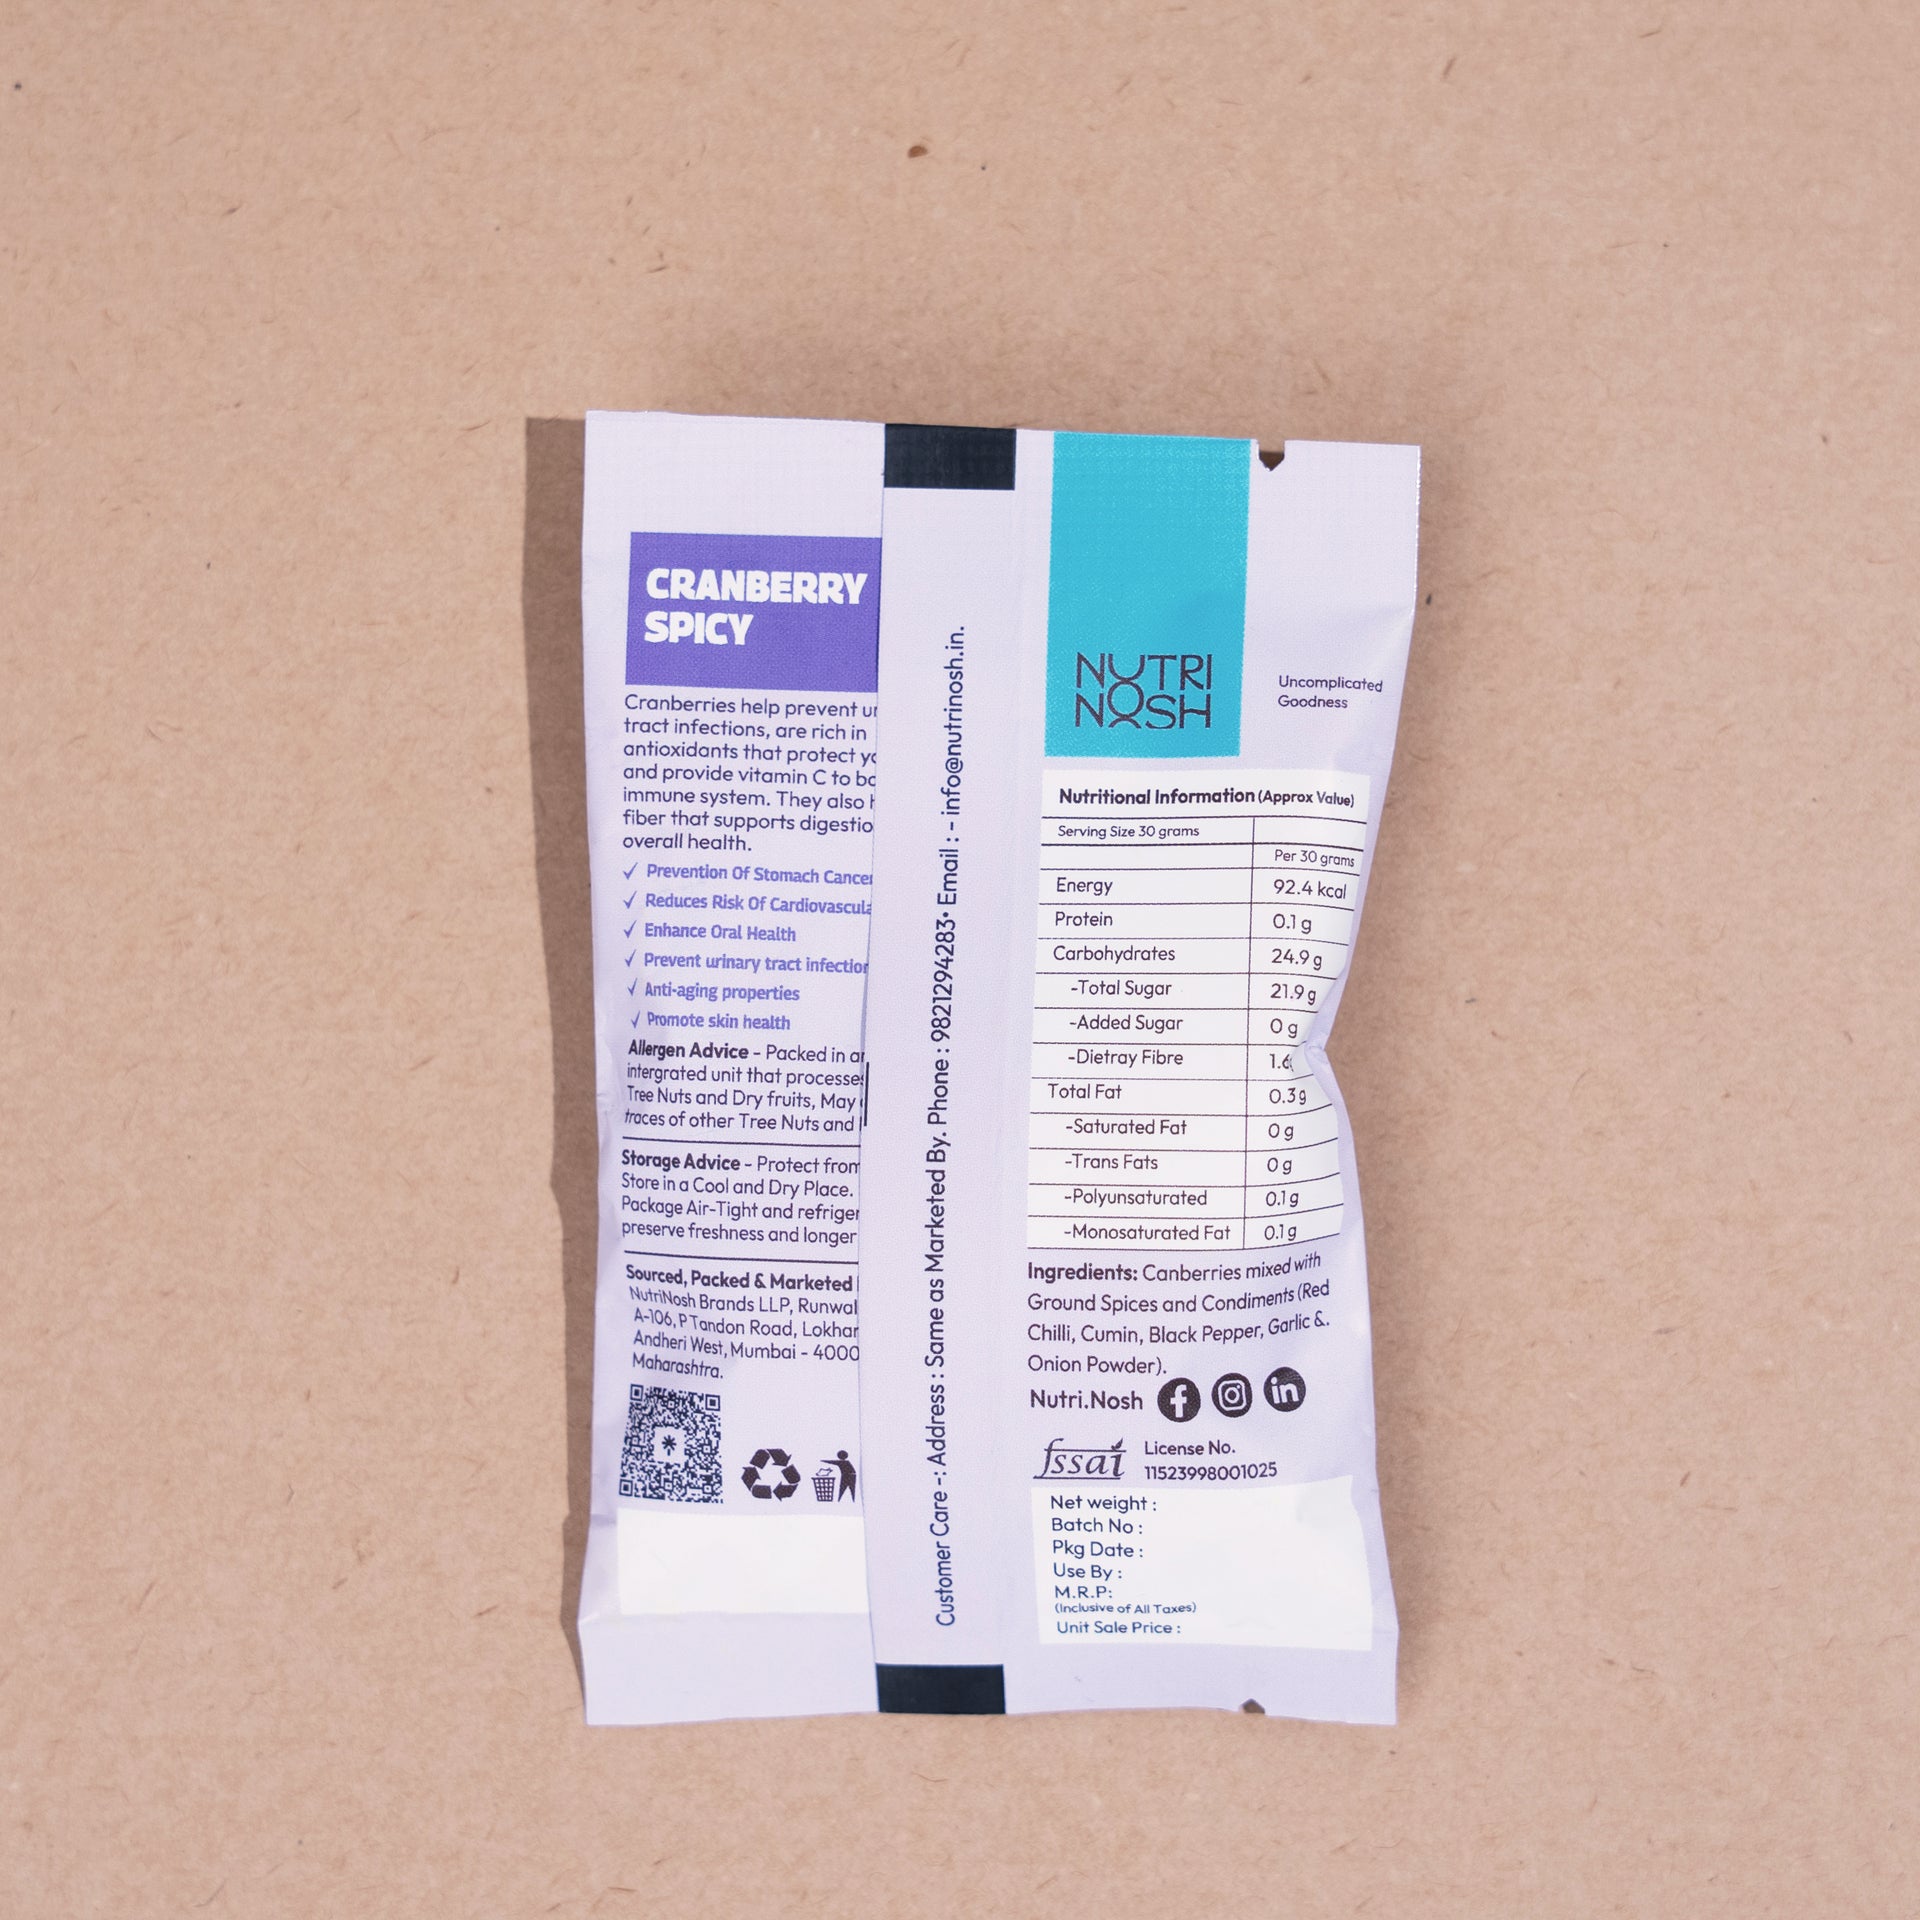 CRANBERRY
SPICY
Cranberries help prevent
tract infections, are rich in
antioxidants that protect
and provide vitamin C to
immune system. They also
fiber that supports
overall health.
✓ Prevention Of Stomach
✓ Reduces Risk Of
✓ Enhance Oral Health
✓ Prevent urinary tract
✓ Anti-aging properties
✓ Promote skin health
Allergen Advice - Packed in
intergrated unit that
Tree Nuts and Dry fruits, May
traces of other Tree Nuts and
Storage Advice - Protect from
Store in a Cool and Dry Place.
Package Air-Tight and
preserve freshness and longer
Sourced, Packed & Marketed
NutriNosh Brands LLP,
A-106, P Tandon Road,
Andheri West, Mumbai -
Maharashtra.
Customer Care -: Address : Same as Marketed By. Phone : 9821294283• Email : - info@nutrinosh.in.
NUTRI
NOSH
Uncomplicated
Goodness
Nutritional Information (Approx Value)
Serving Size 30 grams
Per 30 grams
Energy 92.4 kcal
Protein 0.1 g
Carbohydrates 24.9 g
-Total Sugar 21.9 g
-Added Sugar 0 g
-Dietray Fibre
Total Fat 0.3 g
-Saturated Fat 0 g
-Trans Fats 0 g
-Polyunsaturated 0.1 g
-Monosaturated Fat 0.1 g
Ingredients: Canberries mixed with
Ground Spices and Condiments (Red
Chilli, Cumin, Black Pepper, Garlic &.
Onion Powder).
Nutri.Nosh f in
fssai License No.
11523998001025
Net weight :
Batch No :
Pkg Date :
Use By :
M.R.P:
(Inclusive of All Taxes)
Unit Sale Price :